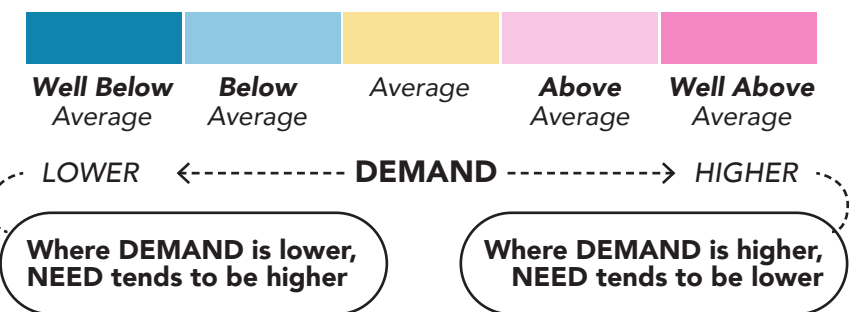 Well Below Below Average Above Well Above
Average Average Average Average
LOWER DEMAND HIGHER
Where DEMAND is lower,
NEED tends to be higher
Where DEMAND is higher,
NEED tends to be lower